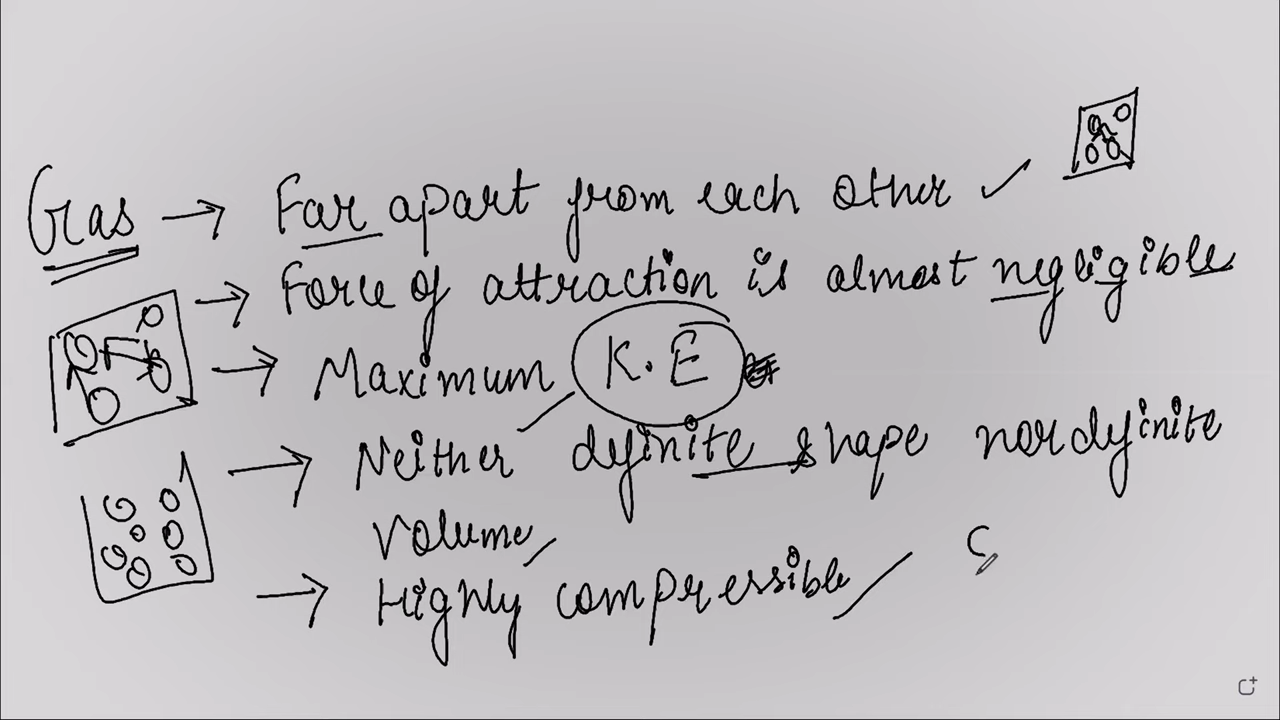 Gas → Far apart from each other ✓
→ Force of attraction is almost negligible
→ Maximum K.E
→ Neither definite shape nor definite
volume
→ Highly compressible